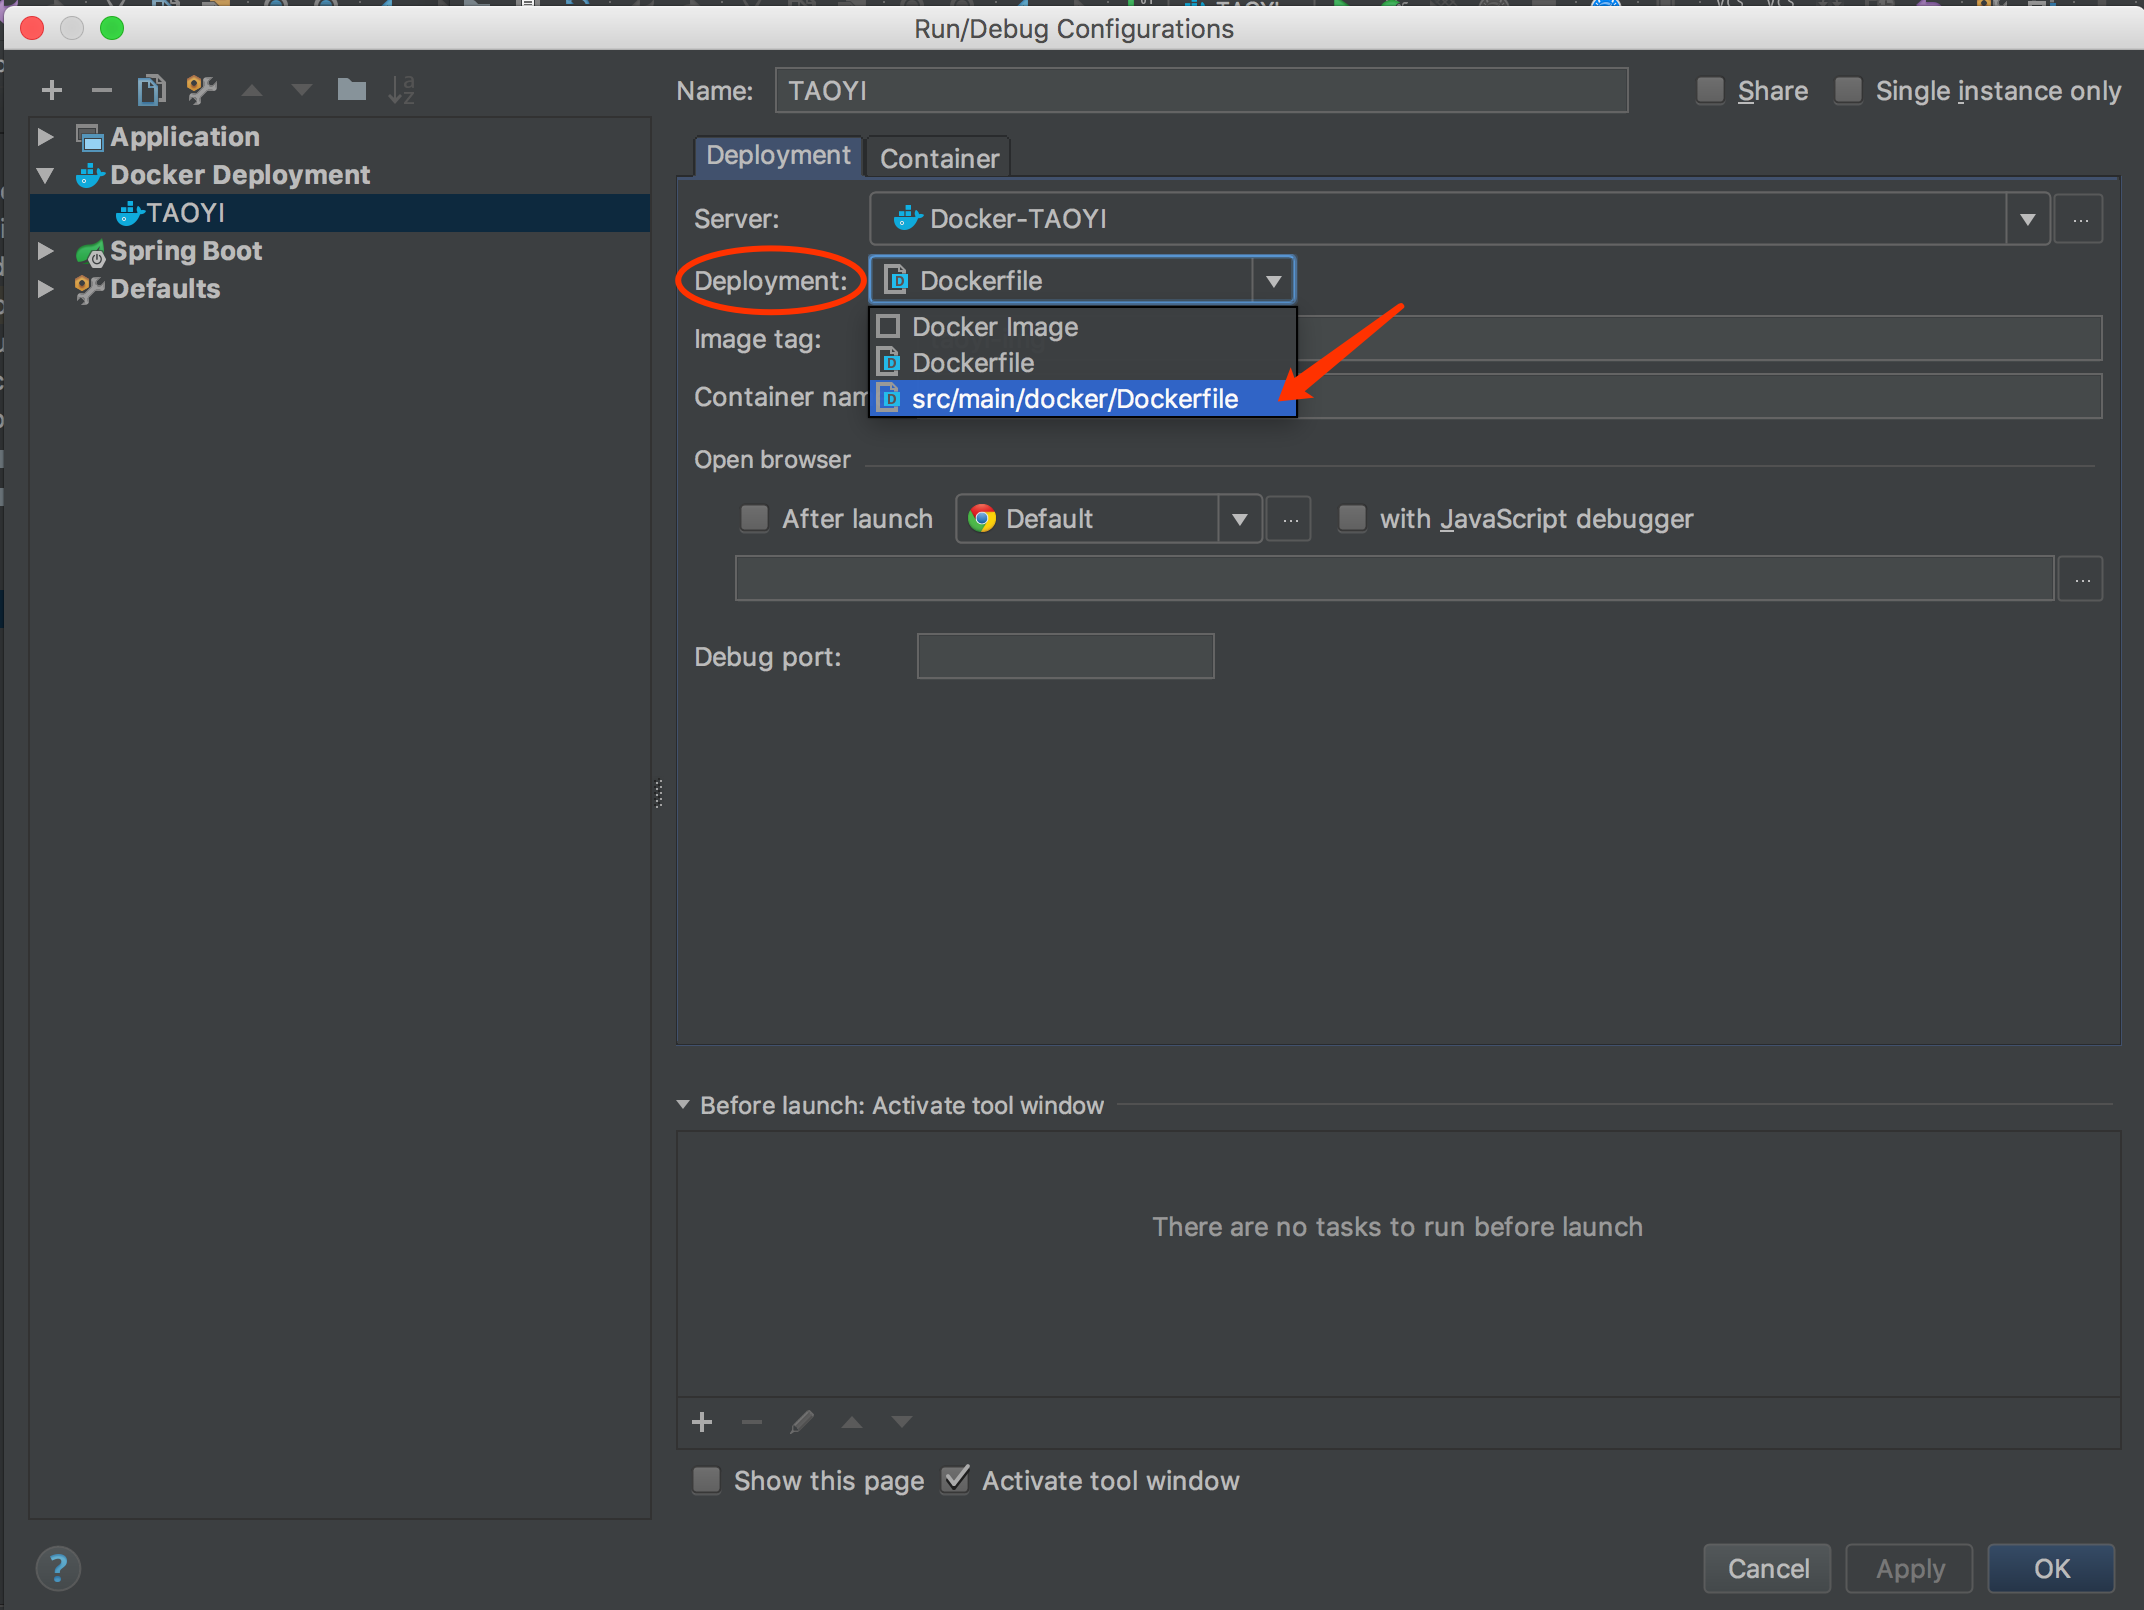 Run/Debug Configurations
Name: TAOYI Share Single instance only
Application
Docker Deployment
TAOYI
Spring Boot
Defaults
Deployment Container
Server: Docker-TAOYI ...
Deployment: Dockerfile
Docker Image
Dockerfile
src/main/docker/Dockerfile
Image tag:
Container nam
Open browser
After launch Default ... with JavaScript debugger
...
Debug port:
Before launch: Activate tool window
There are no tasks to run before launch
Show this page Activate tool window
? Cancel Apply OK